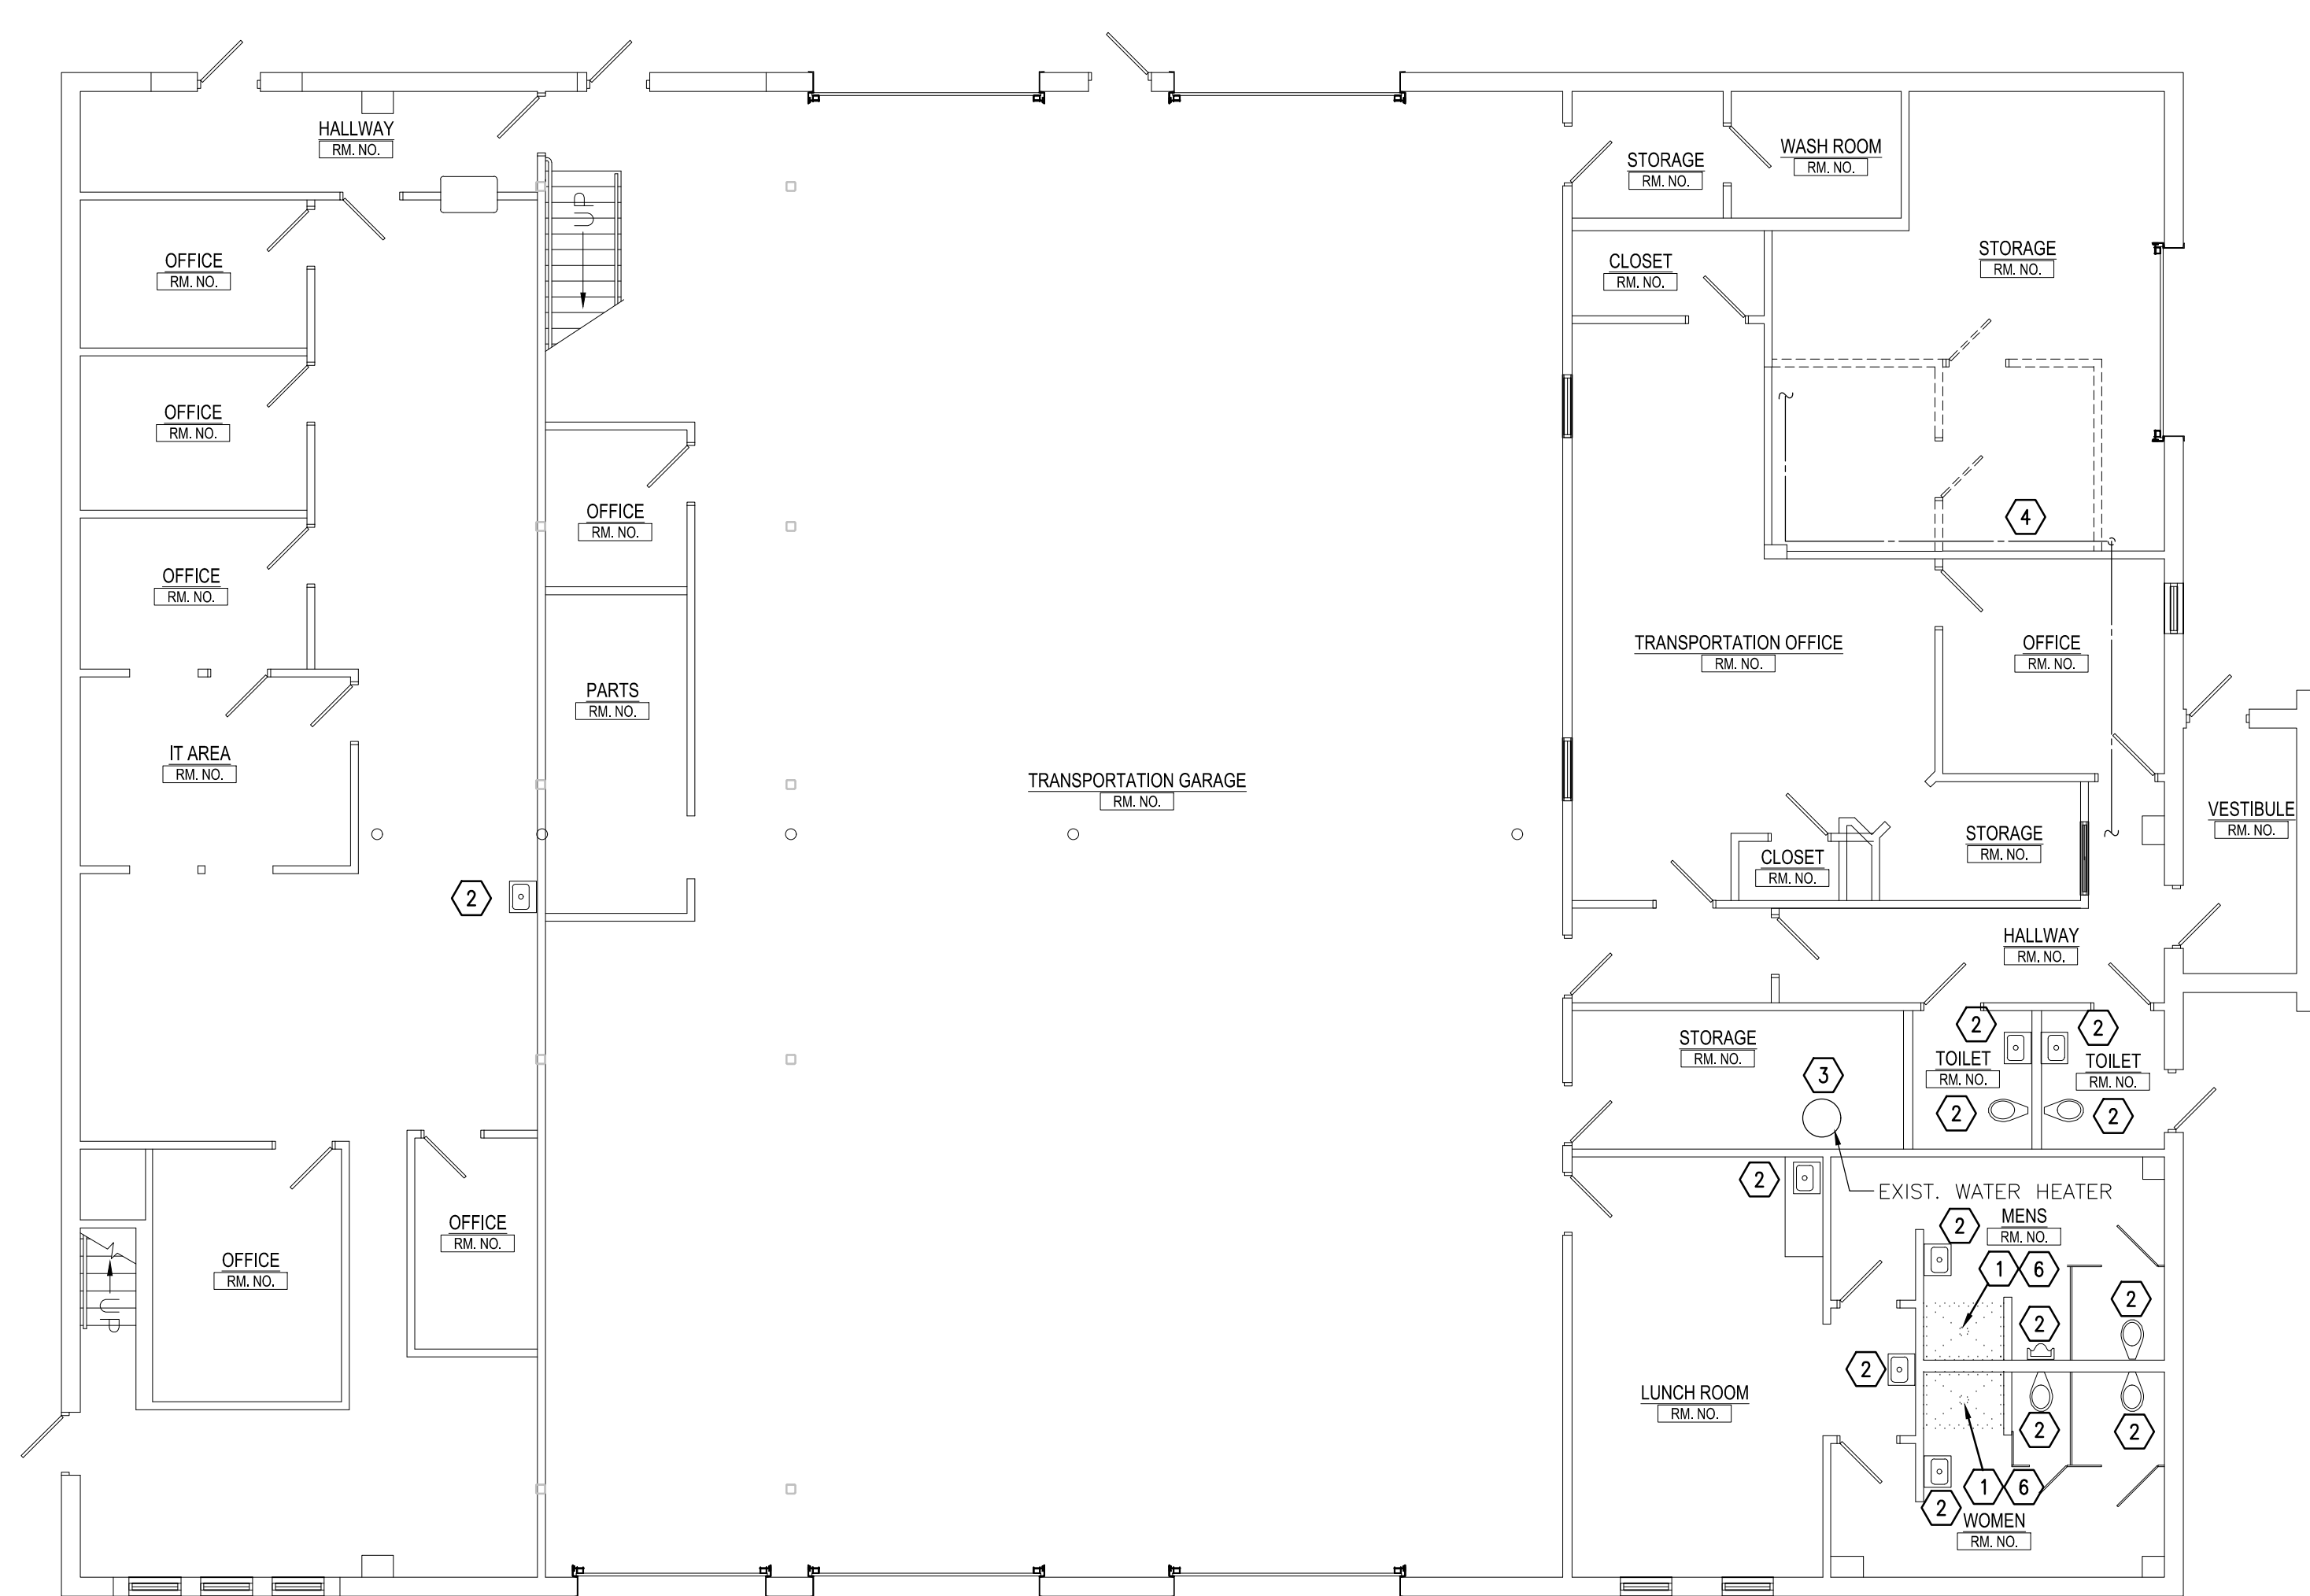 HALLWAY
RM. NO.
STORAGE
RM. NO.
WASH ROOM
RM. NO.
UP
OFFICE
RM. NO.
CLOSET
RM. NO.
STORAGE
RM. NO.
OFFICE
RM. NO.
OFFICE
RM. NO.
4
OFFICE
RM. NO.
TRANSPORTATION OFFICE
RM. NO.
OFFICE
RM. NO.
PARTS
RM. NO.
IT AREA
RM. NO.
TRANSPORTATION GARAGE
RM. NO.
VESTIBULE
RM. NO.
STORAGE
RM. NO.
CLOSET
RM. NO.
2
HALLWAY
RM. NO.
STORAGE
RM. NO.
2
2
TOILET
RM. NO.
TOILET
RM. NO.
3
2
2
2
EXIST. WATER HEATER
2
MENS
RM. NO.
OFFICE
RM. NO.
OFFICE
RM. NO.
UP
1
6
2
2
2
LUNCH ROOM
RM. NO.
2
2
1
6
2
WOMEN
RM. NO.